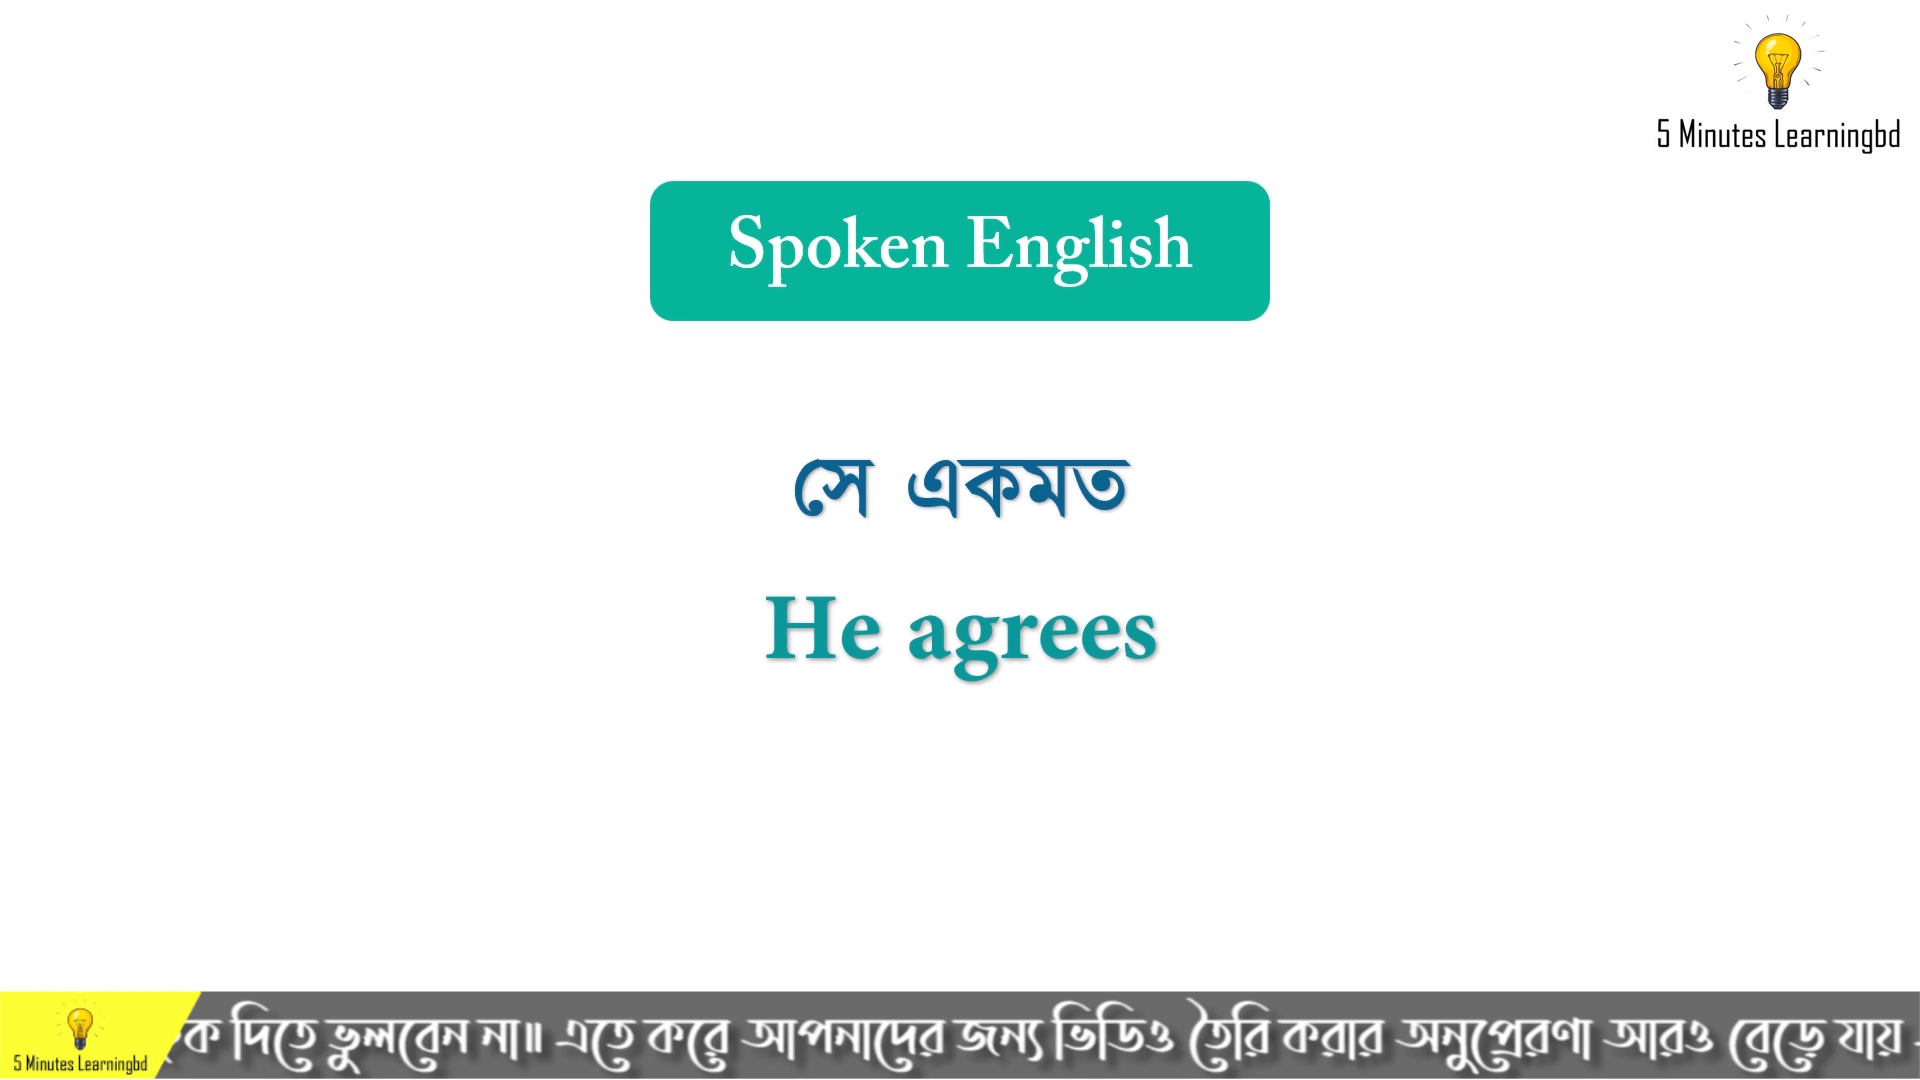 5 Minutes Learningbd
Spoken English
সে একমত
He agrees
5 Minutes Learningbd
দিতে ভুলবেন না॥ এতে করে আপনাদের জন্য ভিডিও তৈরি করার অনুপ্রেরণা আরও বেড়ে যায়